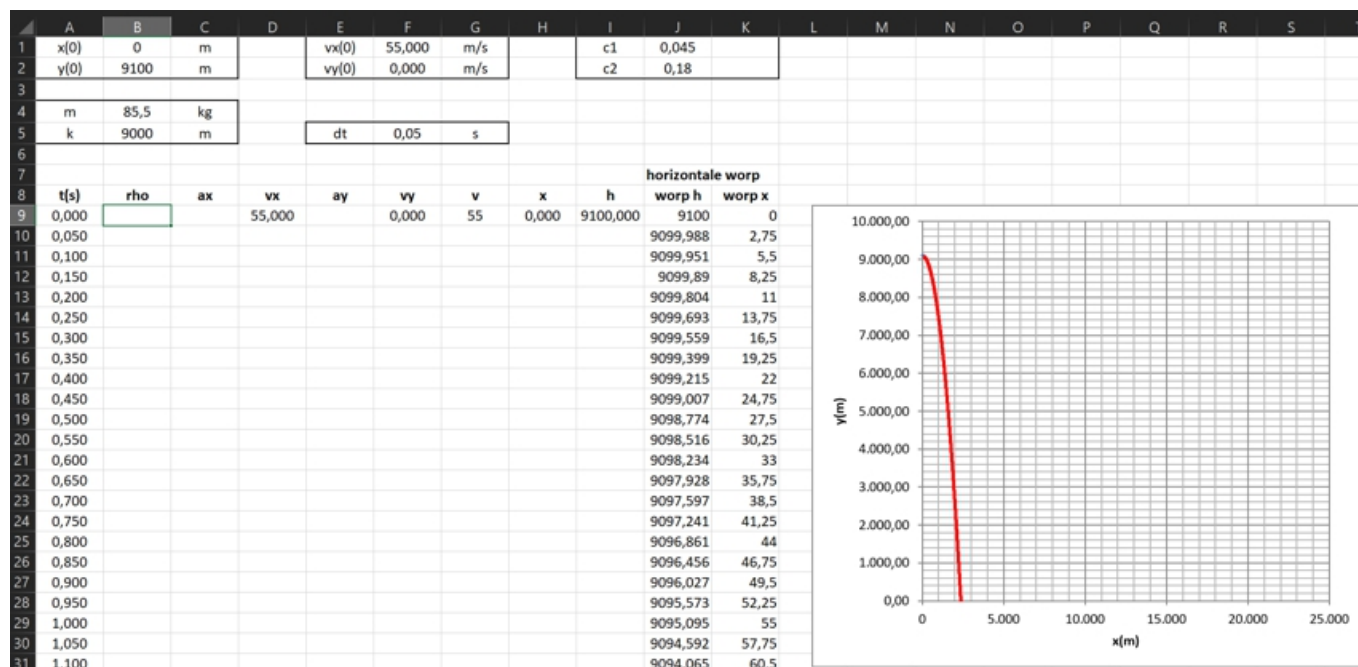 A B C D E F G H I J K L M N O P Q R S
1 x(0) 0 m vx(0) 55,000 m/s c1 0,045
2 y(0) 9100 m vy(0) 0,000 m/s c2 0,18
3
4 m 85,5 kg
5 k 9000 m dt 0,05 s
6
7 horizontale worp
8 t(s) rho ax vx ay vy v x h worp h worp x
9 0,000 55,000 0,000 55 0,000 9100,000 9100 0
10 0,050 9099,988 2,75
11 0,100 9099,951 5,5
12 0,150 9099,89 8,25
13 0,200 9099,804 11
14 0,250 9099,693 13,75
15 0,300 9099,559 16,5
16 0,350 9099,399 19,25
17 0,400 9099,215 22
18 0,450 9099,007 24,75
19 0,500 9098,774 27,5
20 0,550 9098,516 30,25
21 0,600 9098,234 33
22 0,650 9097,928 35,75
23 0,700 9097,597 38,5
24 0,750 9097,241 41,25
25 0,800 9096,861 44
26 0,850 9096,456 46,75
27 0,900 9096,027 49,5
28 0,950 9095,573 52,25
29 1,000 9095,095 55
30 1,050 9094,592 57,75
31 1,100 9094,065 60,5
10.000,00
9.000,00
8.000,00
7.000,00
6.000,00
5.000,00
4.000,00
3.000,00
2.000,00
1.000,00
0,00
y(m)
0 5.000 10.000 15.000 20.000 25.000
x(m)